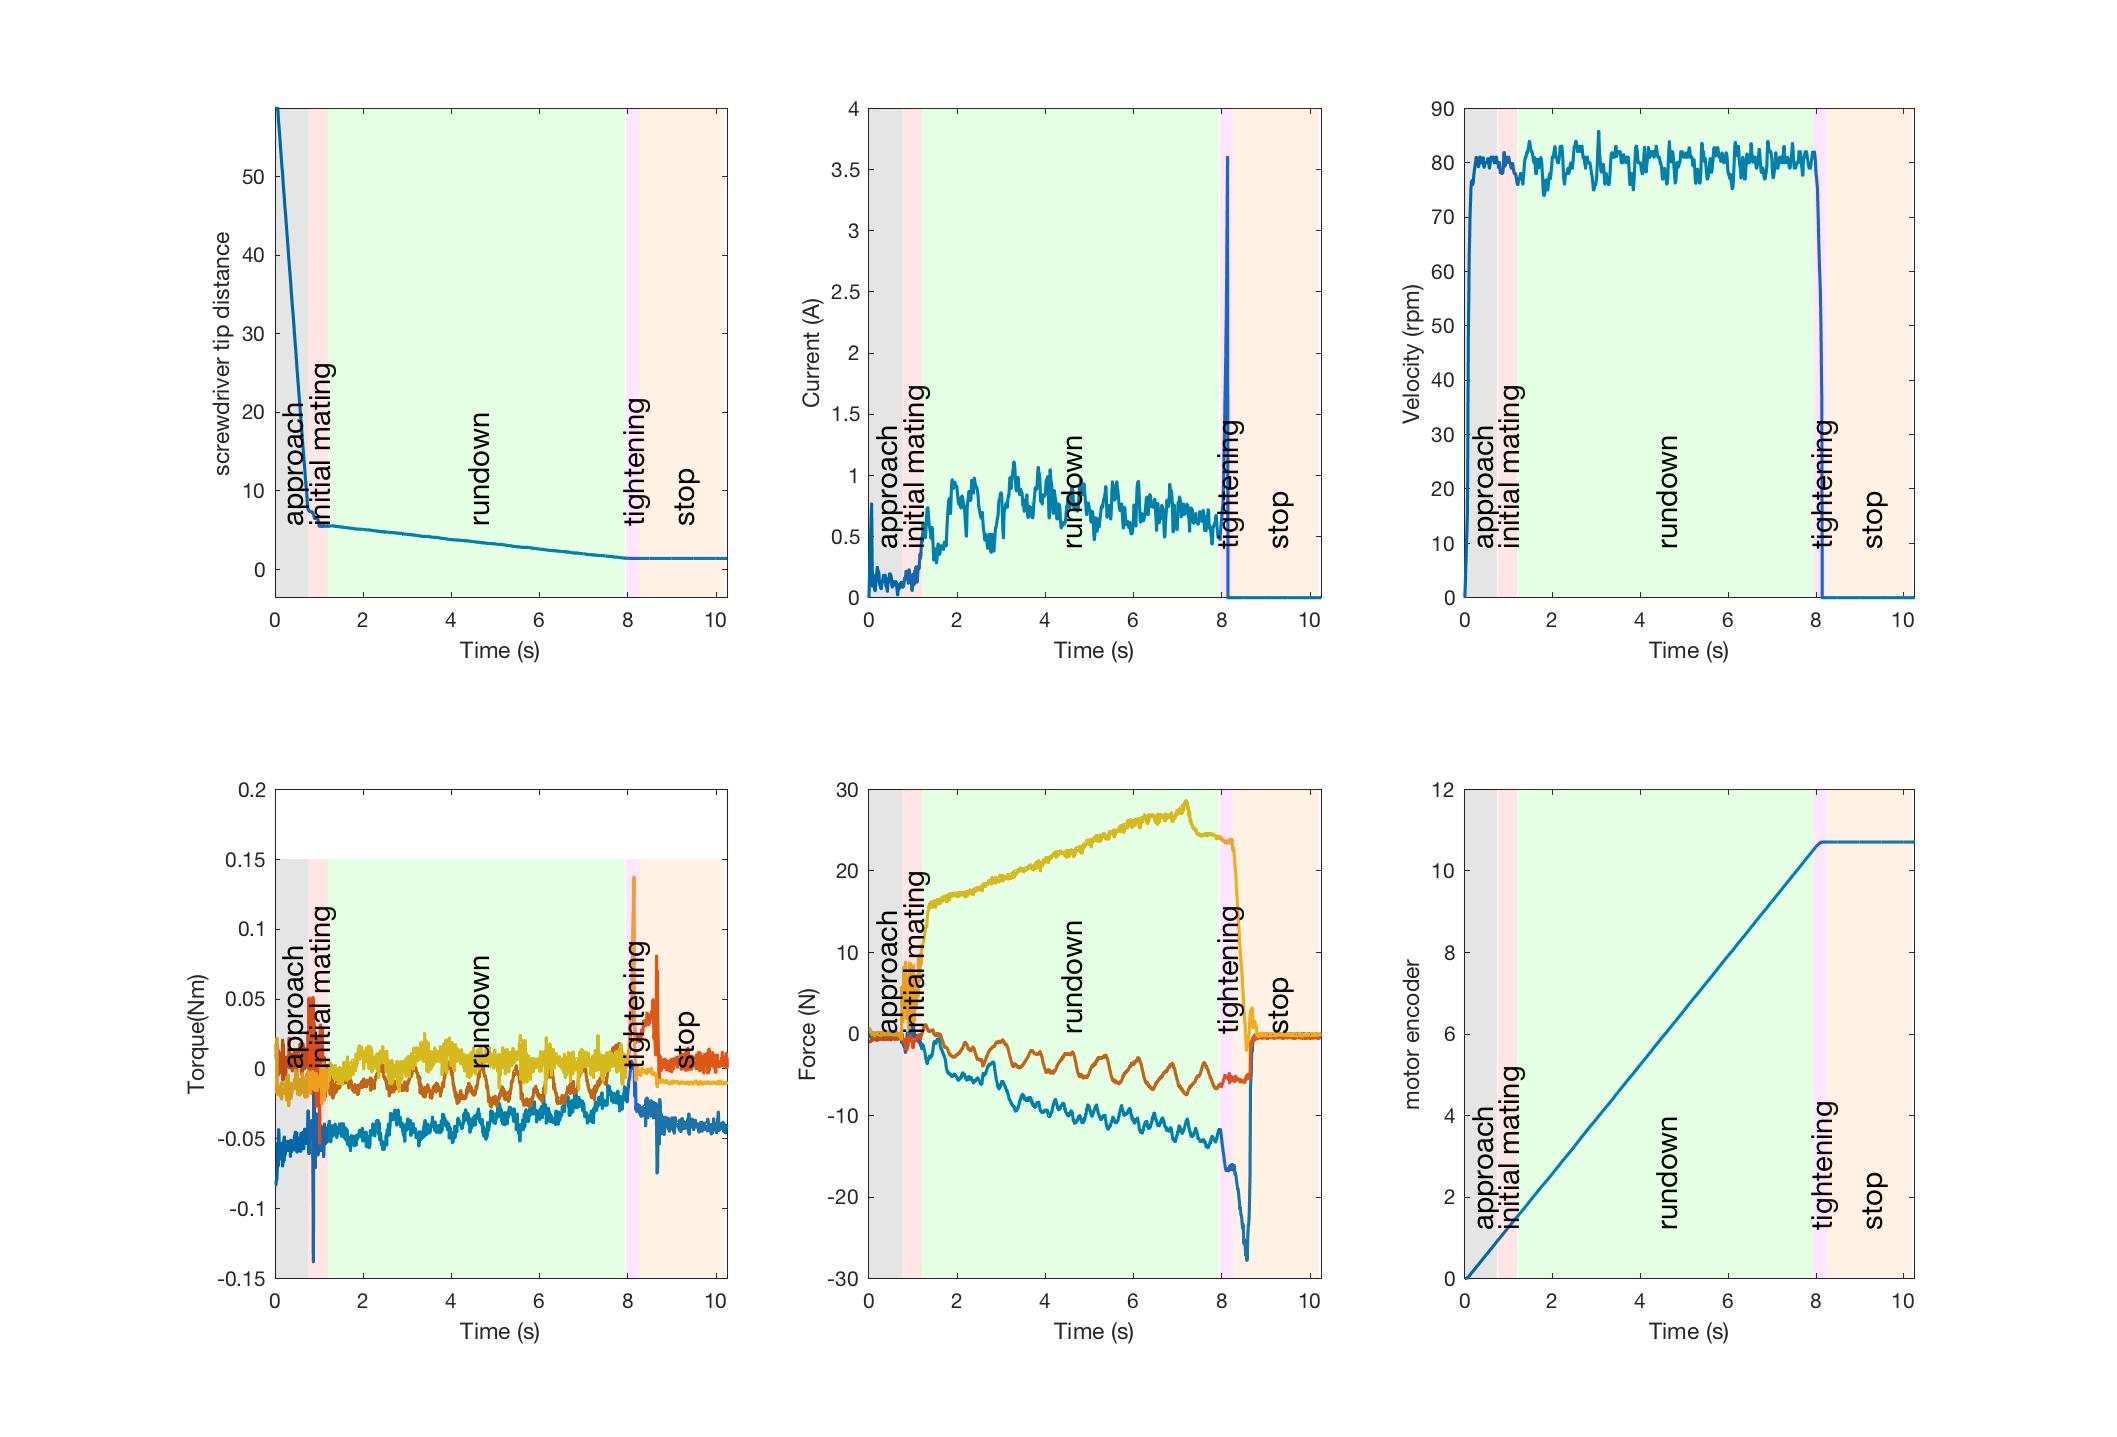 screwdriver tip distance
50
40
30
20
10
0
approach
initial mating
rundown
tightening
stop
0 2 4 6 8 10
Time (s)
Current (A)
4
3.5
3
2.5
2
1.5
1
0.5
0
approach
initial mating
rundown
tightening
stop
0 2 4 6 8 10
Time (s)
Velocity (rpm)
90
80
70
60
50
40
30
20
10
0
approach
initial mating
rundown
tightening
stop
0 2 4 6 8 10
Time (s)
Torque(Nm)
0.2
0.15
0.1
0.05
0
-0.05
-0.1
-0.15
approach
initial mating
rundown
tightening
stop
0 2 4 6 8 10
Time (s)
Force (N)
30
20
10
0
-10
-20
-30
approach
initial mating
rundown
tightening
stop
0 2 4 6 8 10
Time (s)
motor encoder
12
10
8
6
4
2
0
approach
initial mating
rundown
tightening
stop
0 2 4 6 8 10
Time (s)